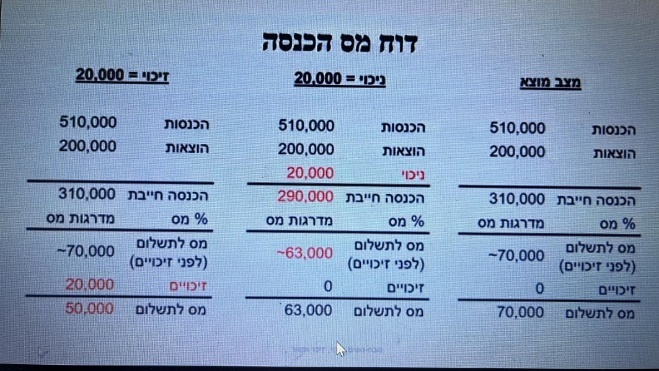 דוח מס הכנסה
מצב מוצא
הכנסות 510,000
הוצאות 200,000
הכנסה חייבת 310,000
% מס מדרגות מס
מס לתשלום
(לפני זיכויים) ~70,000
זיכויים 0
מס לתשלום 70,000
ניכוי = 20,000
הכנסות 510,000
הוצאות 200,000
ניכוי 20,000
הכנסה חייבת 290,000
% מס מדרגות מס
מס לתשלום
(לפני זיכויים) ~63,000
זיכויים 0
מס לתשלום 63,000
זיכוי = 20,000
הכנסות 510,000
הוצאות 200,000
הכנסה חייבת 310,000
% מס מדרגות מס
מס לתשלום
(לפני זיכויים) ~70,000
זיכויים 20,000
מס לתשלום 50,000